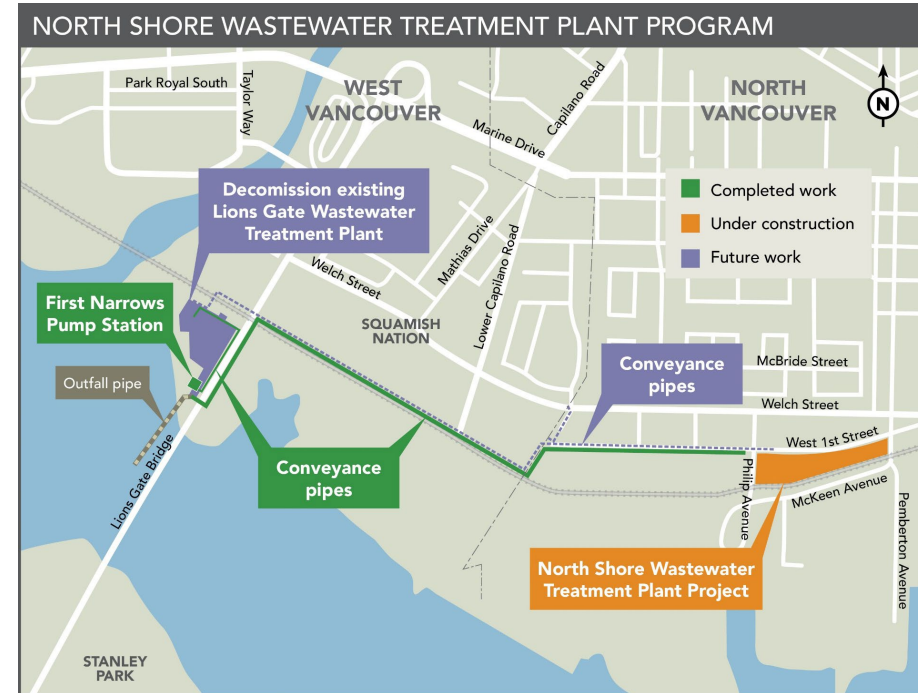 NORTH SHORE WASTEWATER TREATMENT PLANT PROGRAM
Park Royal South
Taylor Way
WEST
VANCOUVER
Capilano Road
NORTH
VANCOUVER
N
Marine Drive
Completed work
Under construction
Future work
Decomission existing
Lions Gate Wastewater
Treatment Plant
Mathias Drive
Lower Capilano Road
Welch Street
First Narrows
Pump Station
SQUAMISH
NATION
Conveyance
pipes
McBride Street
Outfall pipe
Welch Street
West 1st Street
Conveyance
pipes
Lions Gate Bridge
Philip Avenue
McKeen Avenue
Pemberton Avenue
North Shore Wastewater
Treatment Plant Project
STANLEY
PARK